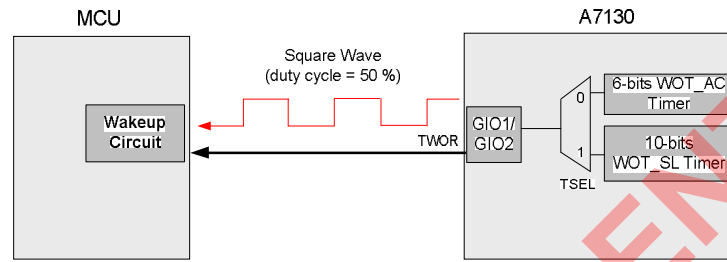 MCU
A7130
Square Wave
(duty cycle = 50 %)
Wakeup
Circuit
TWOR
GIO1/
GIO2
0
1
TSEL
6-bits WOT_AC
Timer
10-bits
WOT_SL Timer